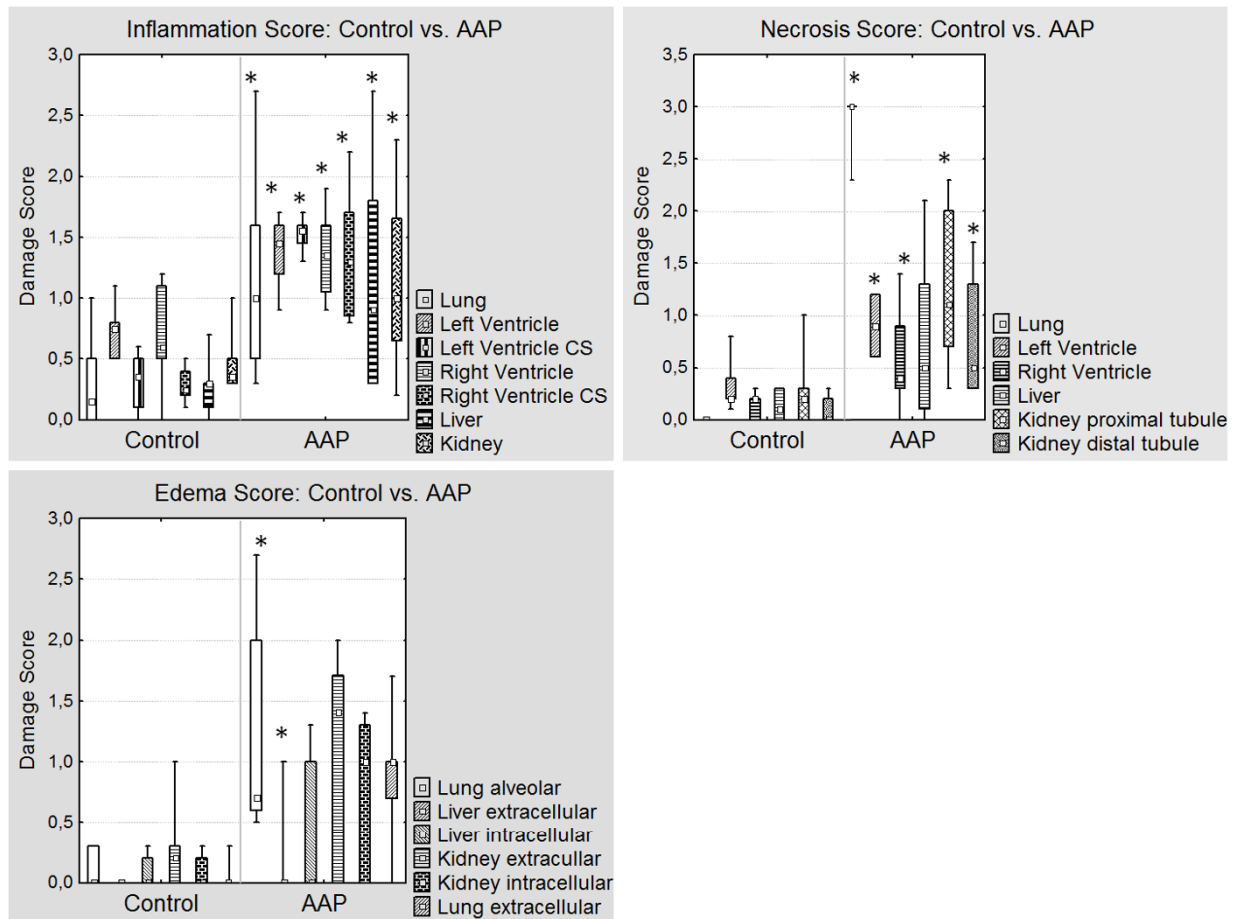 Inflammation Score: Control vs. AAP
3,0
2,5
2,0
1,5
1,0
0,5
0,0
Damage Score
* * * * * * *
Control
AAP
Lung
Left Ventricle
Left Ventricle CS
Right Ventricle
Right Ventricle CS
Liver
Kidney
Necrosis Score: Control vs. AAP
3,5
3,0
2,5
2,0
1,5
1,0
0,5
0,0
Damage Score
* * * * *
Control
AAP
Lung
Left Ventricle
Right Ventricle
Liver
Kidney proximal tubule
Kidney distal tubule
Edema Score: Control vs. AAP
3,0
2,5
2,0
1,5
1,0
0,5
0,0
Damage Score
* *
Control
AAP
Lung alveolar
Liver extracellular
Liver intracellular
Kidney extracullar
Kidney intracellular
Lung extracellular